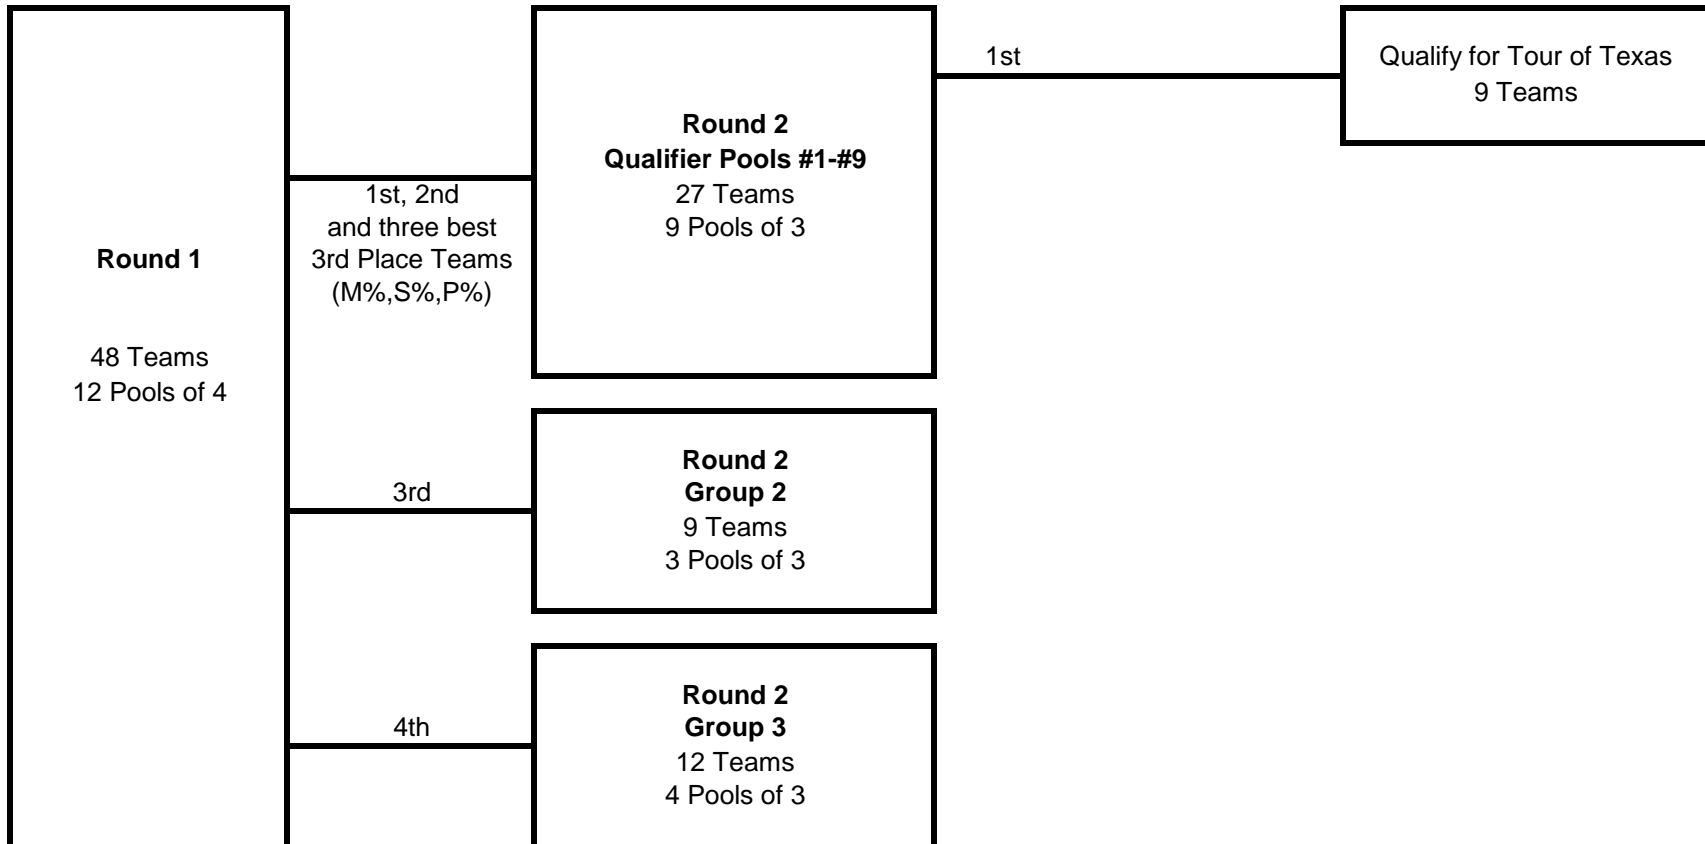 Round 1
48 Teams
12 Pools of 4
1st, 2nd
and three best
3rd Place Teams
(M%,S%,P%)
3rd
4th
Round 2
Qualifier Pools #1-#9
27 Teams
9 Pools of 3
Round 2
Group 2
9 Teams
3 Pools of 3
Round 2
Group 3
12 Teams
4 Pools of 3
1st
Qualify for Tour of Texas
9 Teams